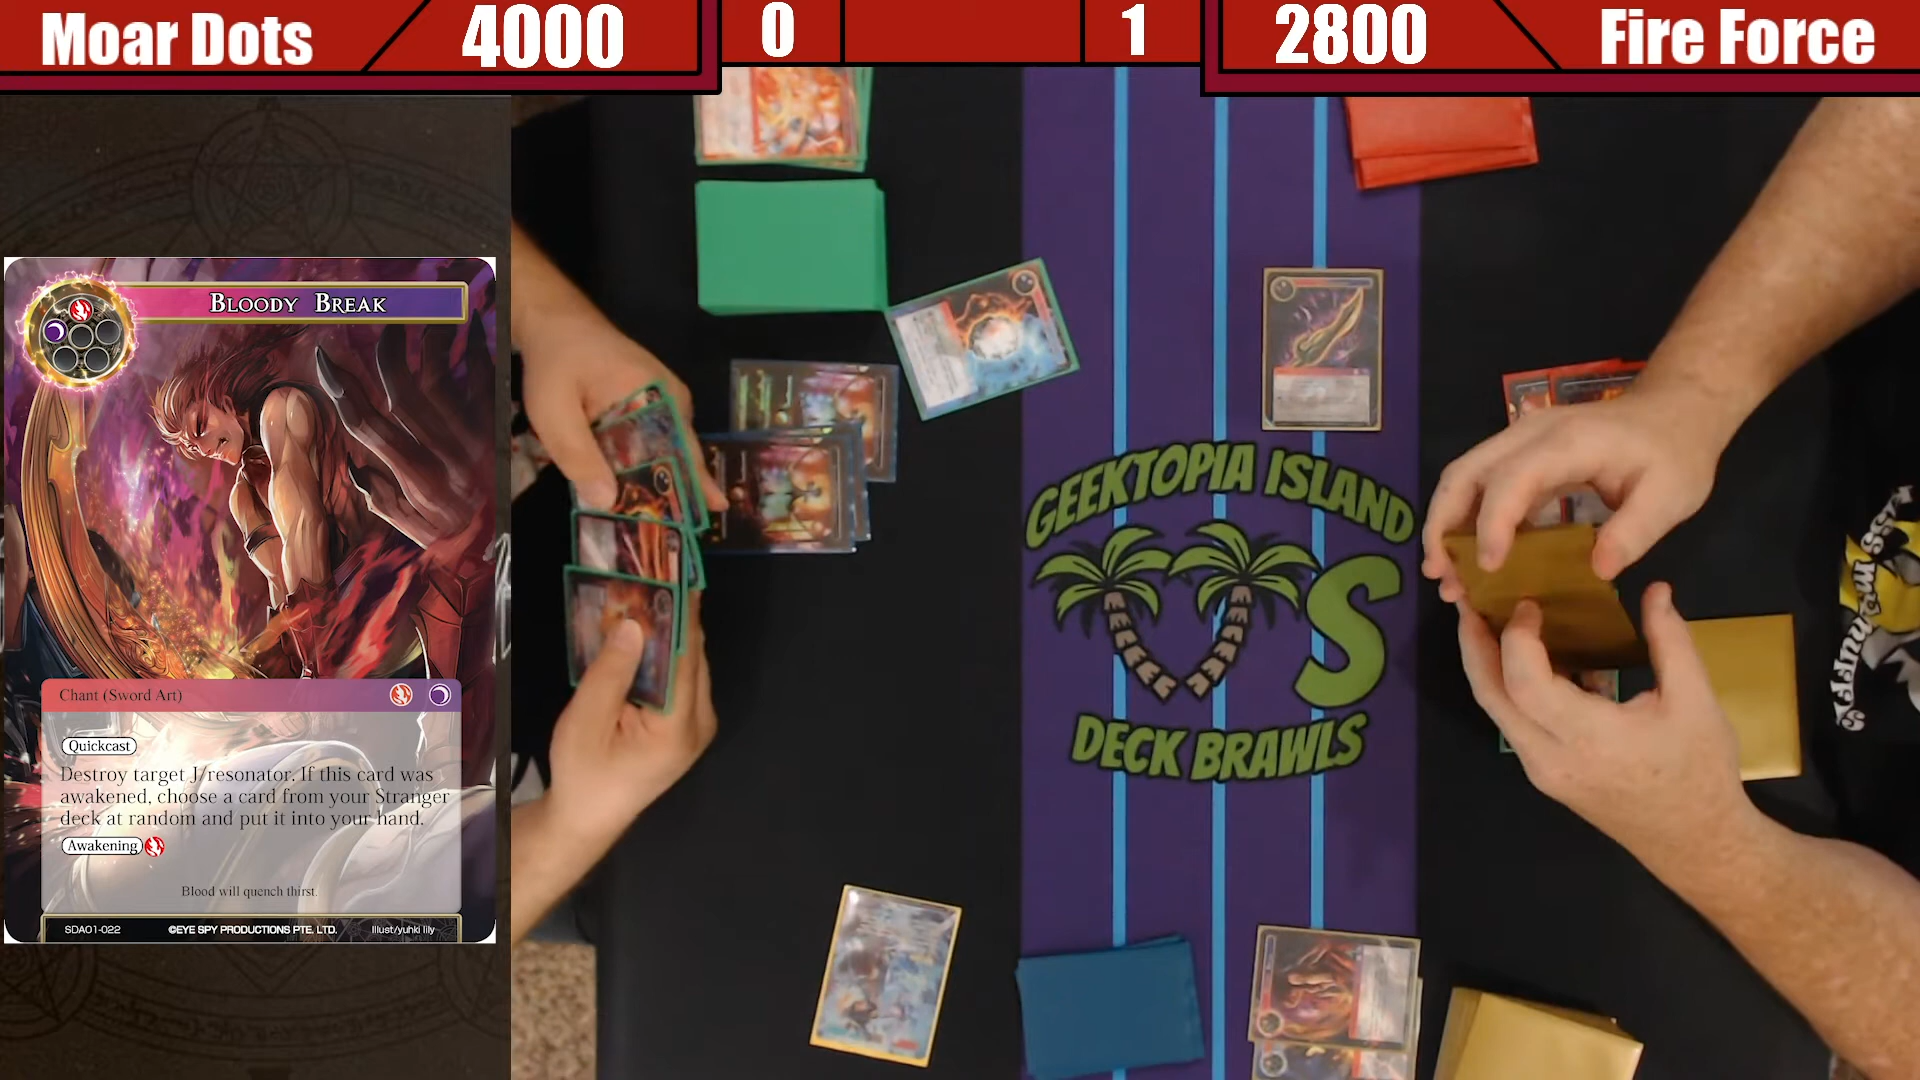 Moar Dots
4000
0
1
2800
Fire Force
Bloody Break
Chant (Sword Art)
Quickcast
Destroy target J/resonator. If this card was
awakened, choose a card from your Stranger
deck at random and put it into your hand.
Awakening
Blood will quench thirst.
SDAO1-022
©EYE SPY PRODUCTIONS PTE. LTD.
Illust/yuhki lily
GEEKTOPIA ISLAND
VS
DECK BRAWLS